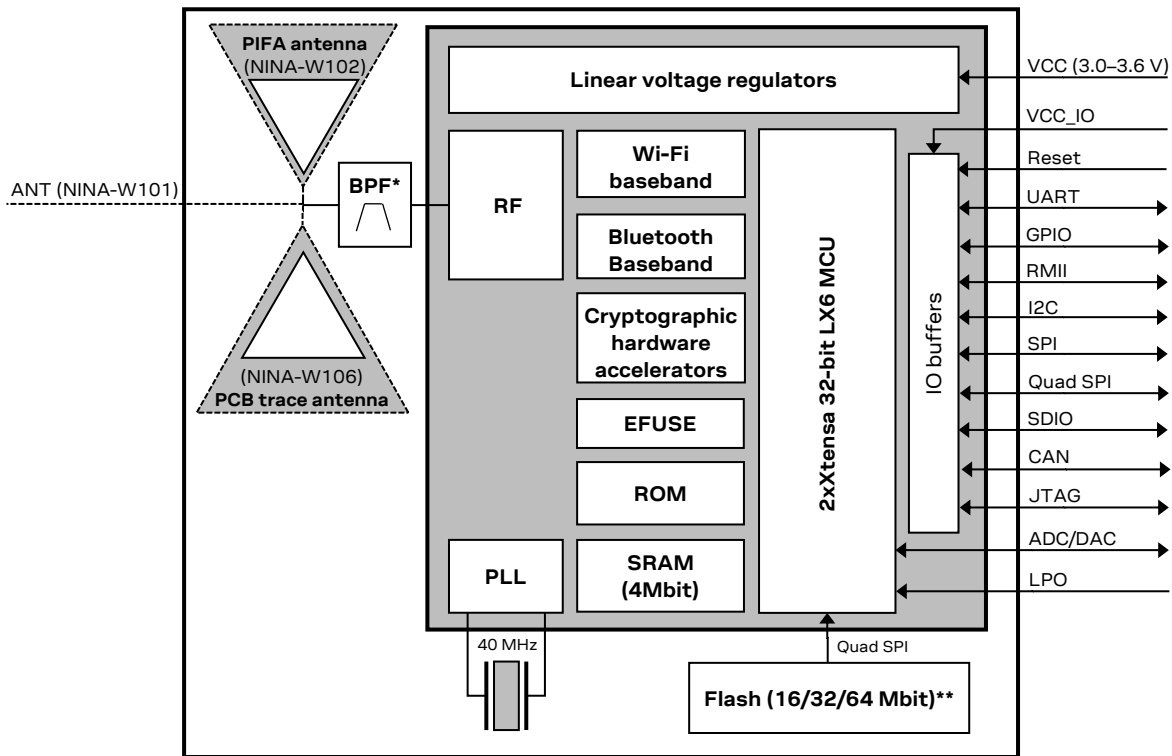 PIFA antenna
(NINA-W102)
ANT (NINA-W101)
BPF*
(NINA-W106)
PCB trace antenna
Linear voltage regulators
RF
Wi-Fi
baseband
Bluetooth
Baseband
Cryptographic
hardware
accelerators
EFUSE
ROM
SRAM
(4Mbit)
PLL
40 MHz
2xXtensa 32-bit LX6 MCU
IO buffers
Quad SPI
Flash (16/32/64 Mbit)**
VCC (3.0–3.6 V)
VCC_IO
Reset
UART
GPIO
RMII
I2C
SPI
Quad SPI
SDIO
CAN
JTAG
ADC/DAC
LPO